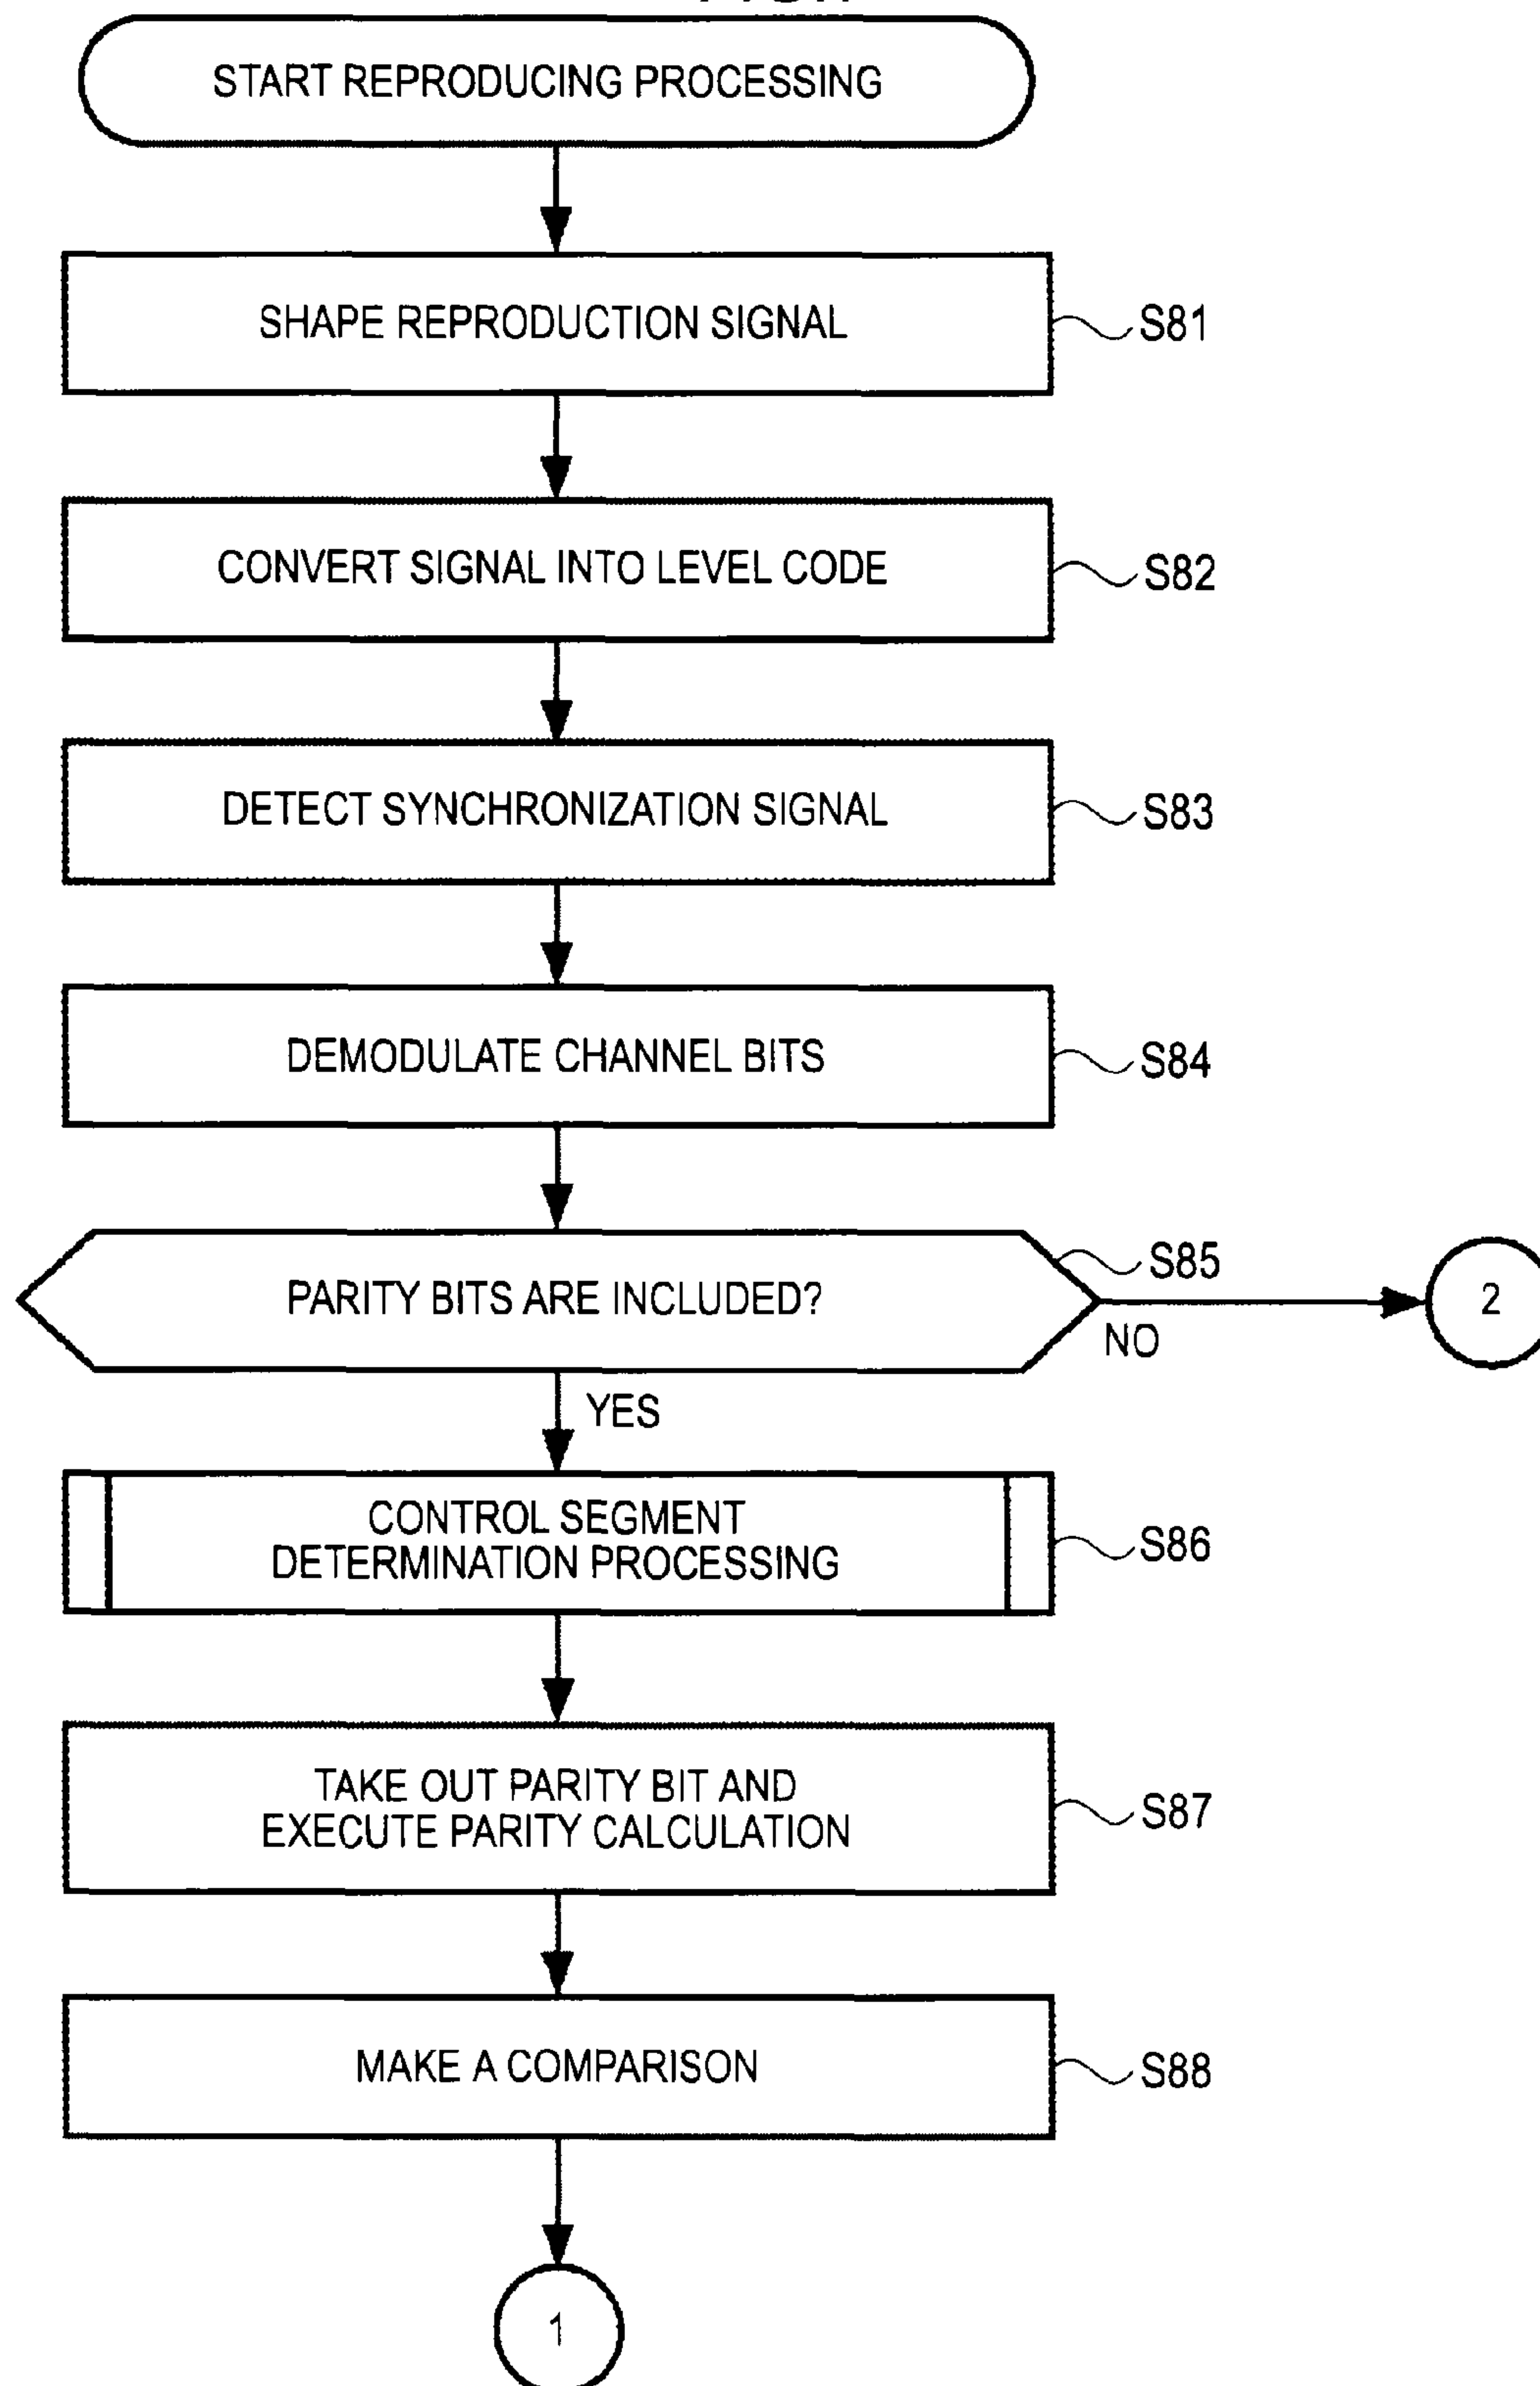 START REPRODUCING PROCESSING
SHAPE REPRODUCTION SIGNAL
S81
CONVERT SIGNAL INTO LEVEL CODE
S82
DETECT SYNCHRONIZATION SIGNAL
S83
DEMODULATE CHANNEL BITS
S84
PARITY BITS ARE INCLUDED?
S85
NO
2
YES
CONTROL SEGMENT
DETERMINATION PROCESSING
S86
TAKE OUT PARITY BIT AND
EXECUTE PARITY CALCULATION
S87
MAKE A COMPARISON
S88
1